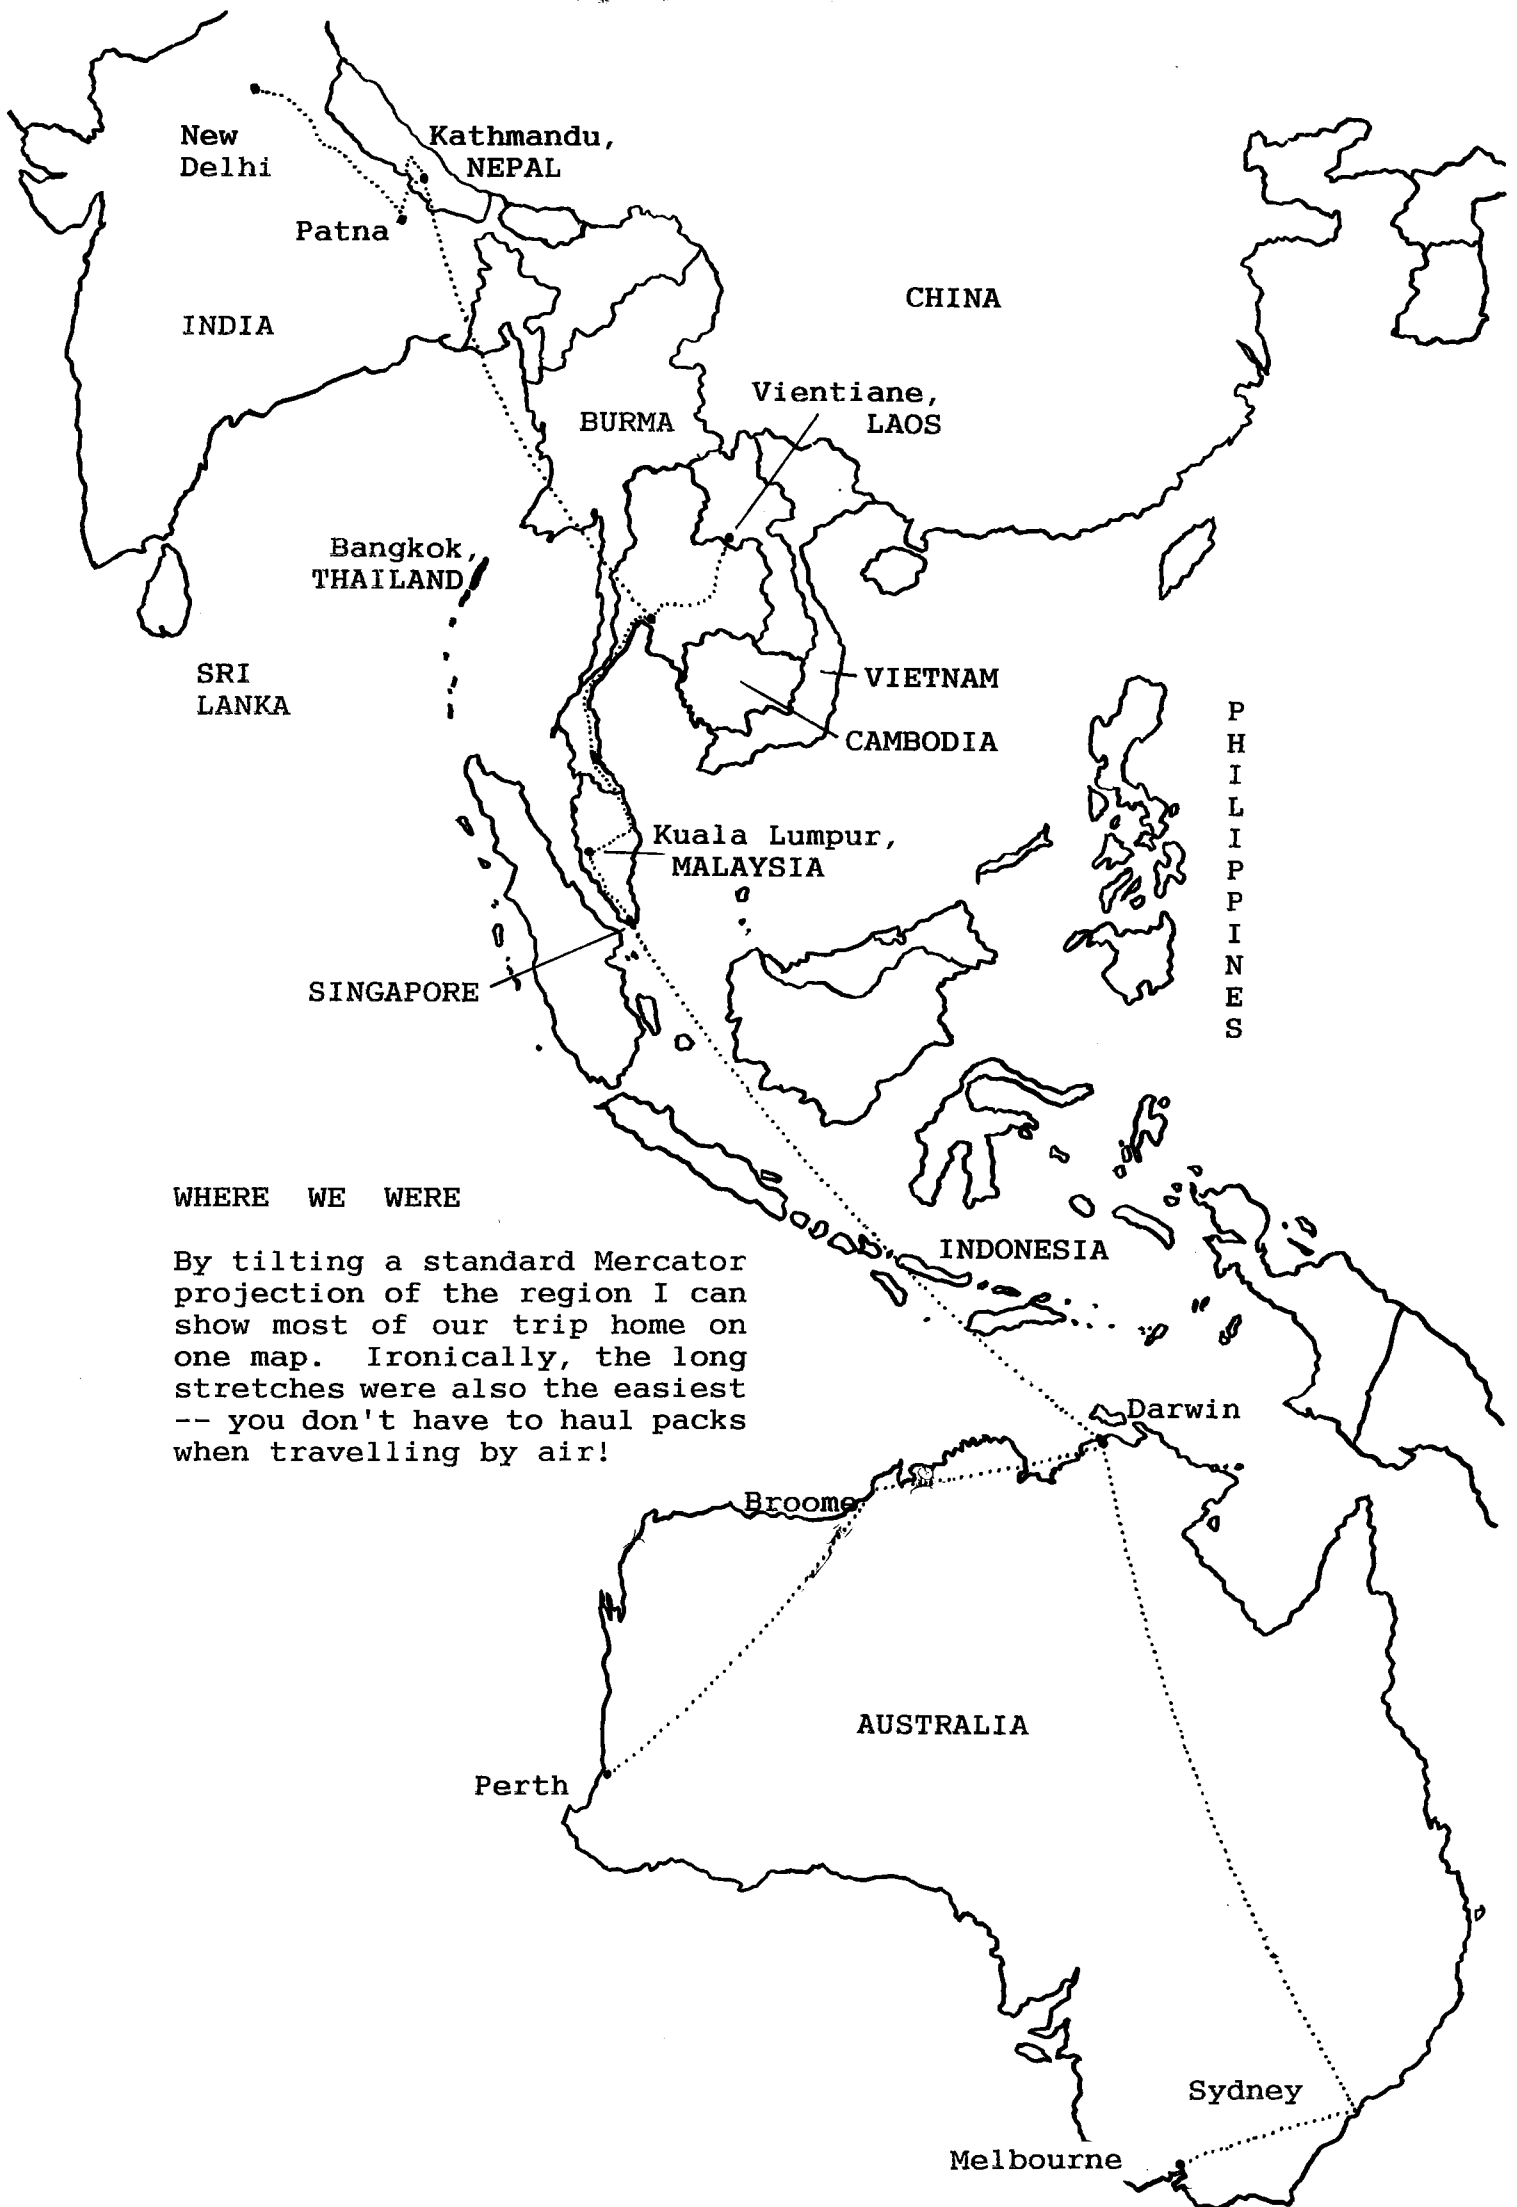 New
Delhi
Kathmandu,
NEPAL
Patna
INDIA
CHINA
BURMA
Vientiane,
LAOS
Bangkok,
THAILAND
SRI
LANKA
VIETNAM
CAMBODIA
PHILIPPINES
Kuala Lumpur,
MALAYSIA
SINGAPORE
INDONESIA
WHERE WE WERE
By tilting a standard Mercator
projection of the region I can
show most of our trip home on
one map. Ironically, the long
stretches were also the easiest
-- you don't have to haul packs
when travelling by air!
Darwin
Broome
AUSTRALIA
Perth
Sydney
Melbourne